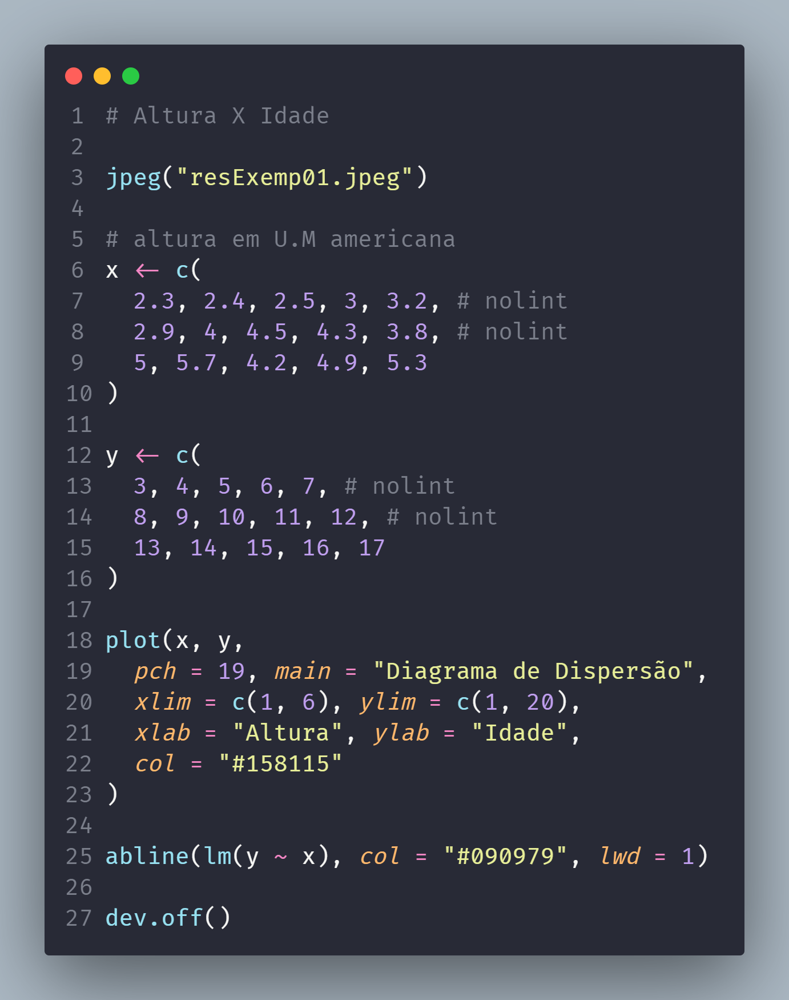 1 # Altura X Idade
2
3 jpeg("resExemp01.jpeg")
4
5 # altura em U.M americana
6 x <- c(
7   2.3, 2.4, 2.5, 3, 3.2, # nolint
8   2.9, 4, 4.5, 4.3, 3.8, # nolint
9   5, 5.7, 4.2, 4.9, 5.3
10 )
11
12 y <- c(
13   3, 4, 5, 6, 7, # nolint
14   8, 9, 10, 11, 12, # nolint
15   13, 14, 15, 16, 17
16 )
17
18 plot(x, y,
19   pch = 19, main = "Diagrama de Dispersão",
20   xlim = c(1, 6), ylim = c(1, 20),
21   xlab = "Altura", ylab = "Idade",
22   col = "#158115"
23 )
24
25 abline(lm(y ~ x), col = "#090979", lwd = 1)
26
27 dev.off()